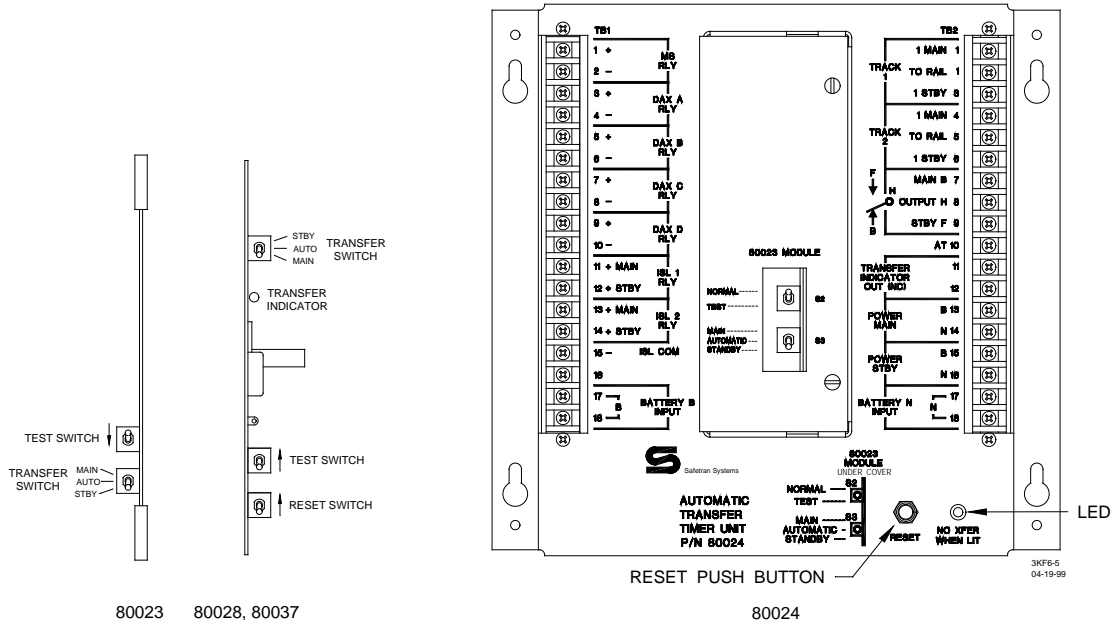 STBY
AUTO
MAIN
TRANSFER
SWITCH
TRANSFER
INDICATOR
TEST SWITCH
TRANSFER
SWITCH
MAIN
AUTO
STBY
TEST SWITCH
RESET SWITCH
80023
80028, 80037
TB1
1 +
2 -
MS
RLY
3 +
4 -
DAX A
RLY
5 +
6 -
DAX B
RLY
7 +
8 -
DAX C
RLY
9 +
10 -
DAX D
RLY
11 + MAIN
12 + STBY
ISL 1
RLY
13 + MAIN
14 + STBY
ISL 2
RLY
15 - ISL COM
16
17
18
B
BATTERY B
INPUT
80023 MODULE
NORMAL
TEST
S2
MAIN
AUTOMATIC
STANDBY
S3
TB2
TRACK
1
1 MAIN 1
TO RAIL 1
1 STBY 3
TRACK
2
1 MAIN 4
TO RAIL 5
1 STBY 6
F
H
B
MAIN B 7
OUTPUT H 8
STBY F 9
AT 10
TRANSFER
INDICATOR
OUT (NC)
11
12
POWER
MAIN
B 13
N 14
POWER
STBY
B 15
N 16
BATTERY N
INPUT
17
18
N
Safetran Systems
AUTOMATIC
TRANSFER
TIMER UNIT
P/N 80024
80023
MODULE
UNDER COVER
NORMAL
TEST
S2
MAIN
AUTOMATIC
STANDBY
S3
RESET
NO XFER
WHEN LIT
LED
RESET PUSH BUTTON
3KF6-5
04-19-99
80024